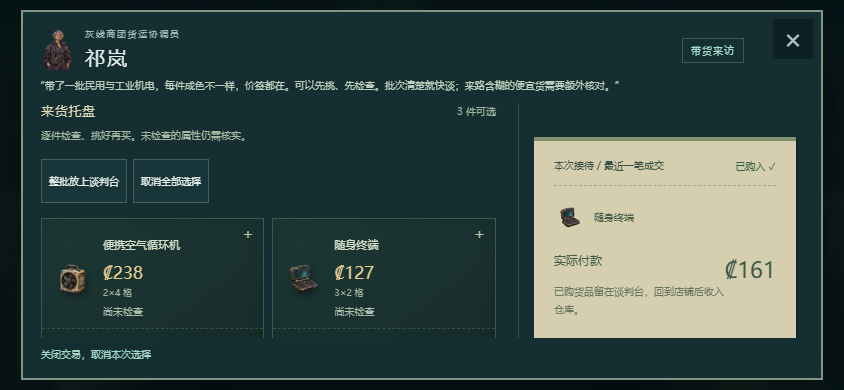 灰线商团货运协调员
祁岚
带货来访
×
“带了一批民用与工业机电，每件成色不一样，价签都在。可以先挑、先检查。批次清楚就快谈；来路含糊的便宜货需要额外核对。”
来货托盘
3 件可选
逐件检查、挑好再买。未检查的属性仍需核实。
整批放上谈判台
取消全部选择
+
便携空气循环机
₡238
2×4 格
尚未检查
+
随身终端
₡127
3×2 格
尚未检查
本次接待 / 最近一笔成交
已购入 ✓
随身终端
实际付款
₡161
已购货品留在谈判台，回到店铺后收入
仓库。
关闭交易，取消本次选择